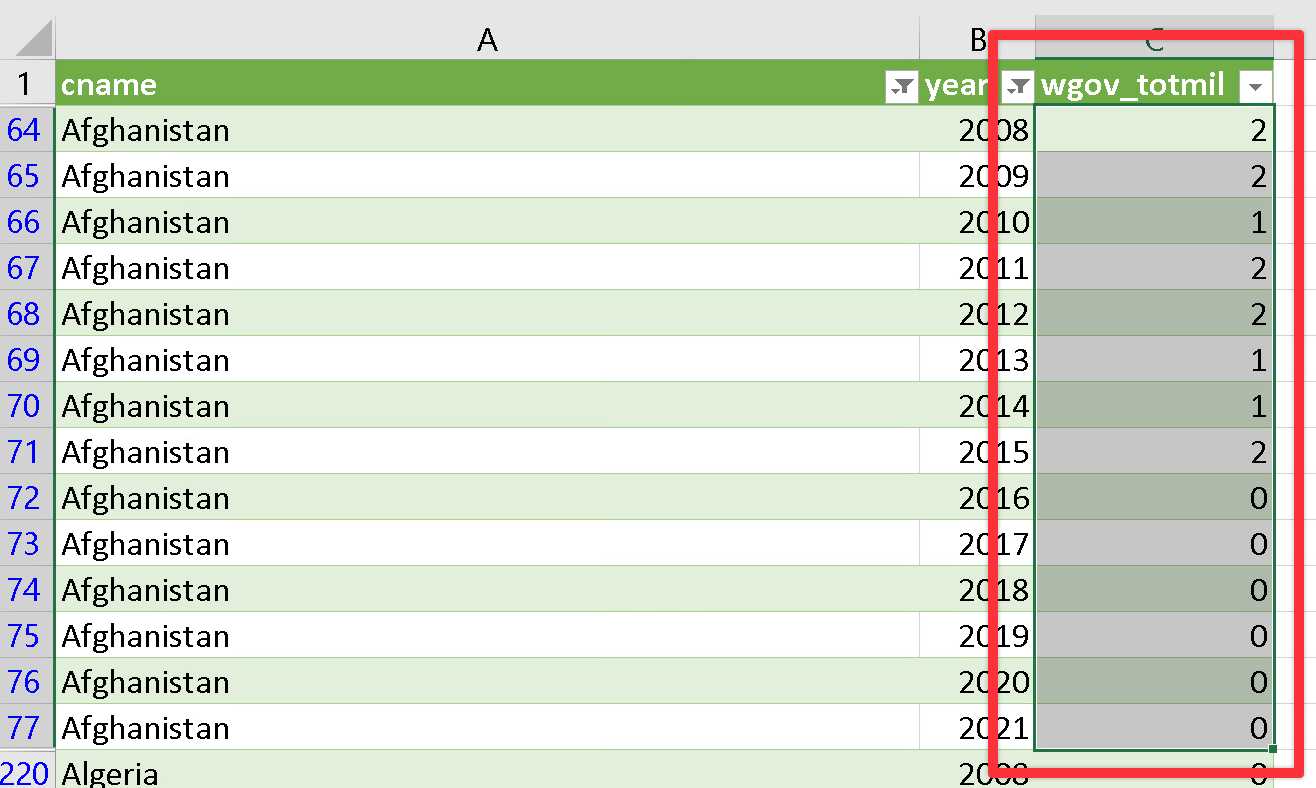 A B C
1 cname year wgov_totmil
64 Afghanistan 2008 2
65 Afghanistan 2009 2
66 Afghanistan 2010 1
67 Afghanistan 2011 2
68 Afghanistan 2012 2
69 Afghanistan 2013 1
70 Afghanistan 2014 1
71 Afghanistan 2015 2
72 Afghanistan 2016 0
73 Afghanistan 2017 0
74 Afghanistan 2018 0
75 Afghanistan 2019 0
76 Afghanistan 2020 0
77 Afghanistan 2021 0
220 Algeria 2008 0